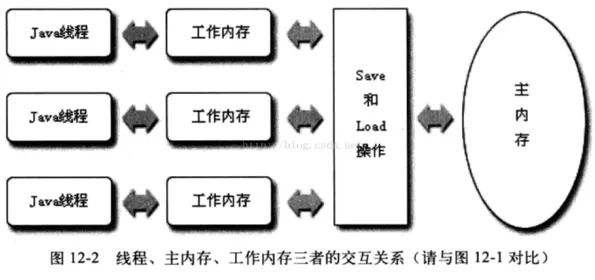 Java线程 工作内存
Save
和
Load
操作
主
内
存
Java线程 工作内存
http://blog.csdn.net
Java线程 工作内存
图 12-2 线程、主内存、工作内存三者的交互关系（请与图 12-1 对比）